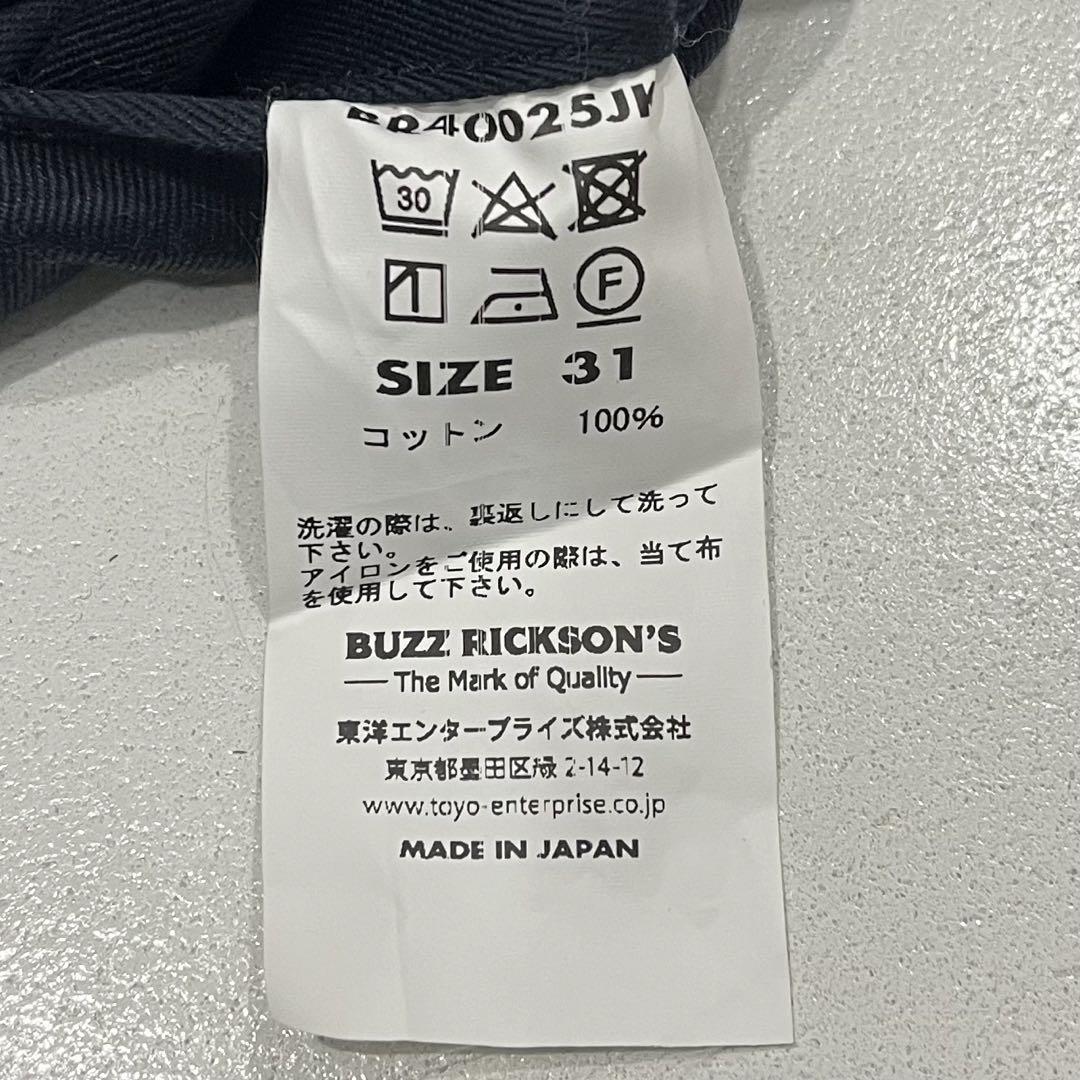 BR40025JW
30
F
SIZE 31
コットン 100%
洗濯の際は、裏返しにして洗って
下さい。
アイロンをご使用の際は、当て布
を使用して下さい。
BUZZ RICKSON'S
The Mark of Quality
東洋エンタープライズ株式会社
東京都墨田区緑 2-14-12
www.toyo-enterprise.co.jp
MADE IN JAPAN